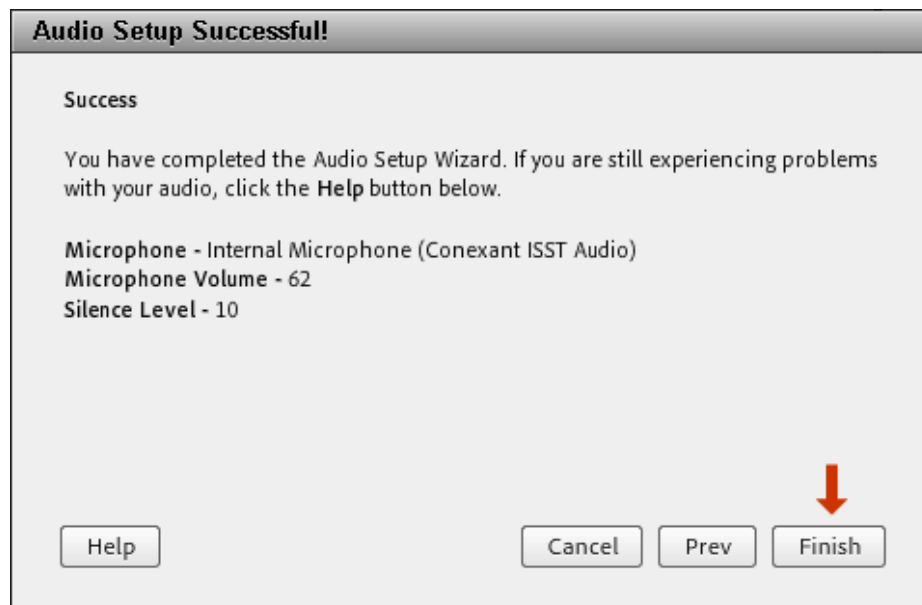 Audio Setup Successful!
Success
You have completed the Audio Setup Wizard. If you are still experiencing problems
with your audio, click the Help button below.
Microphone - Internal Microphone (Conexant ISST Audio)
Microphone Volume - 62
Silence Level - 10
Help Cancel Prev Finish